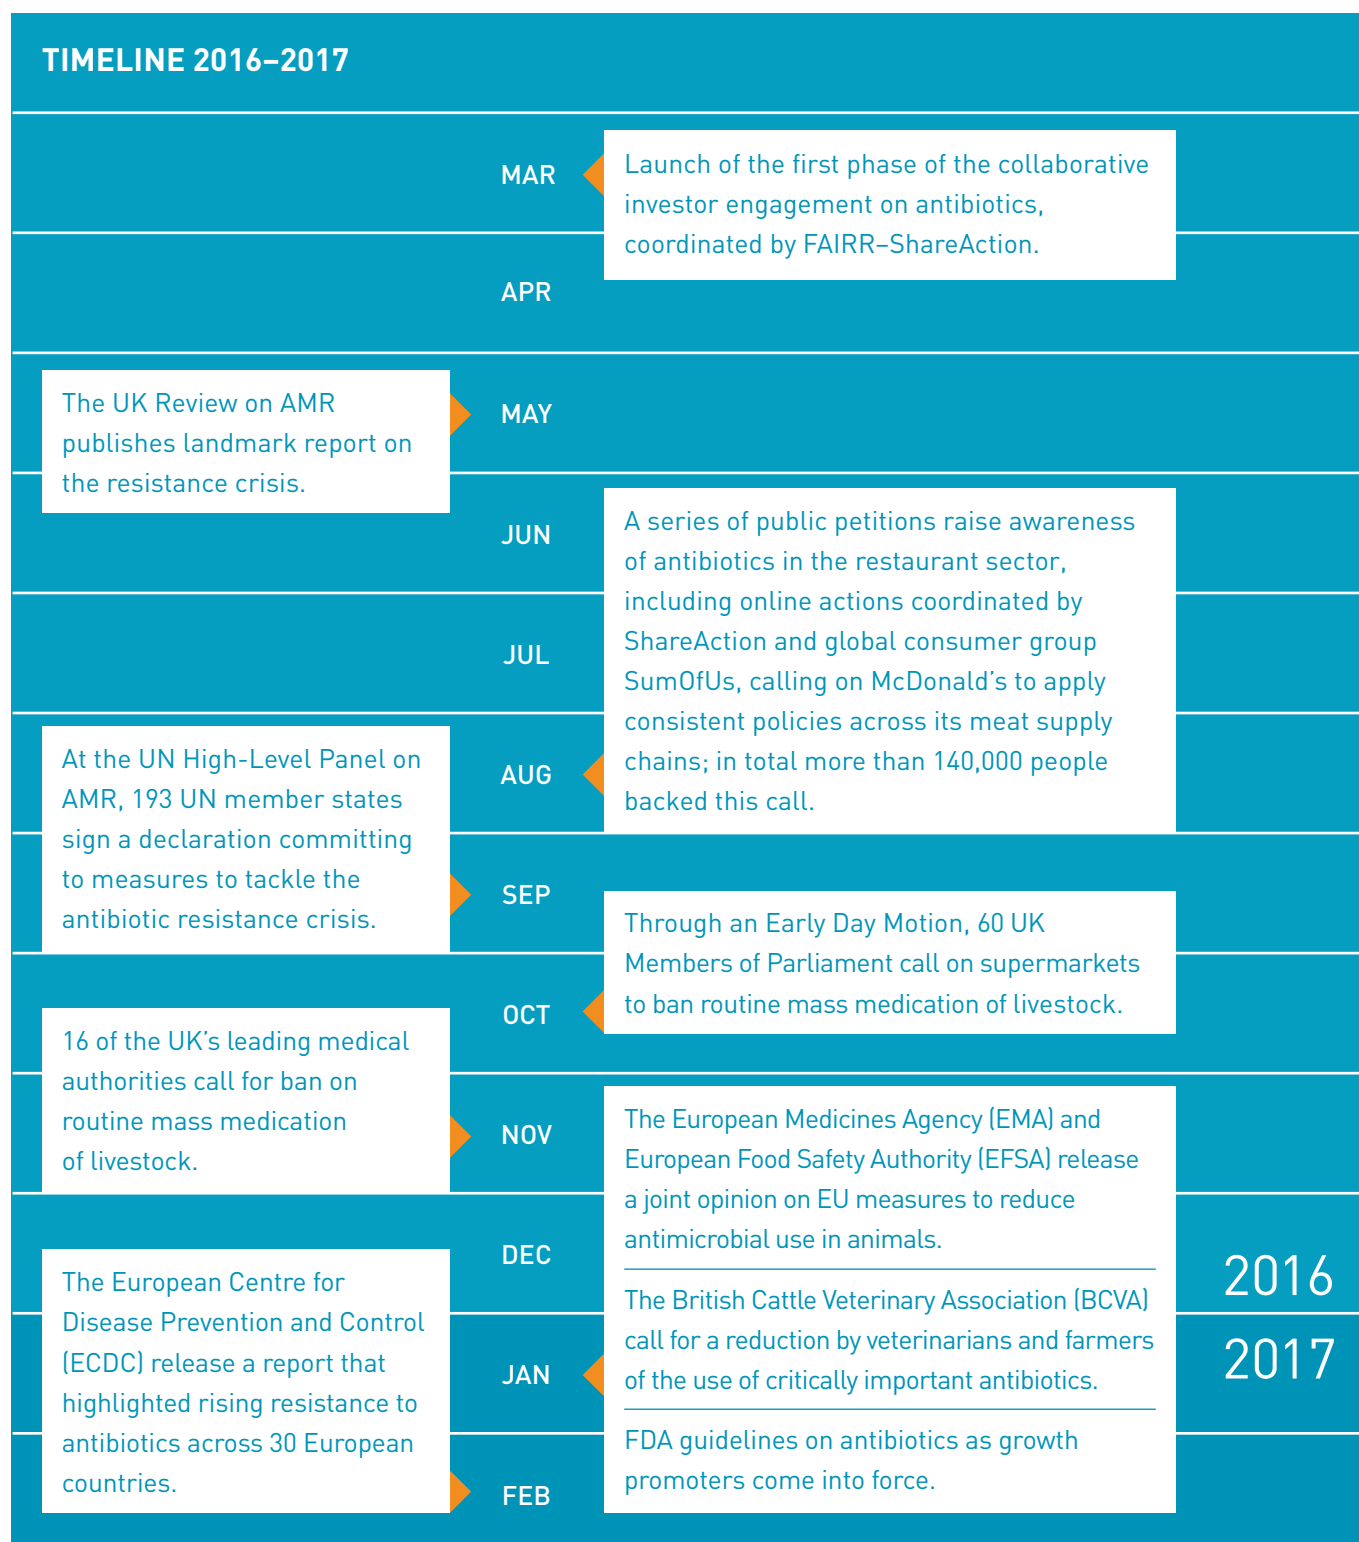 TIMELINE 2016–2017
MAR
Launch of the first phase of the collaborative
investor engagement on antibiotics,
coordinated by FAIRR–ShareAction.
APR
The UK Review on AMR
publishes landmark report on
the resistance crisis.
MAY
JUN
A series of public petitions raise awareness
of antibiotics in the restaurant sector,
including online actions coordinated by
ShareAction and global consumer group
SumOfUs, calling on McDonald’s to apply
consistent policies across its meat supply
chains; in total more than 140,000 people
backed this call.
JUL
AUG
At the UN High-Level Panel on
AMR, 193 UN member states
sign a declaration committing
to measures to tackle the
antibiotic resistance crisis.
SEP
Through an Early Day Motion, 60 UK
Members of Parliament call on supermarkets
to ban routine mass medication of livestock.
OCT
16 of the UK’s leading medical
authorities call for ban on
routine mass medication
of livestock.
NOV
The European Medicines Agency (EMA) and
European Food Safety Authority (EFSA) release
a joint opinion on EU measures to reduce
antimicrobial use in animals.
The British Cattle Veterinary Association (BCVA)
call for a reduction by veterinarians and farmers
of the use of critically important antibiotics.
FDA guidelines on antibiotics as growth
promoters come into force.
DEC
2016
2017
JAN
The European Centre for
Disease Prevention and Control
(ECDC) release a report that
highlighted rising resistance to
antibiotics across 30 European
countries.
FEB